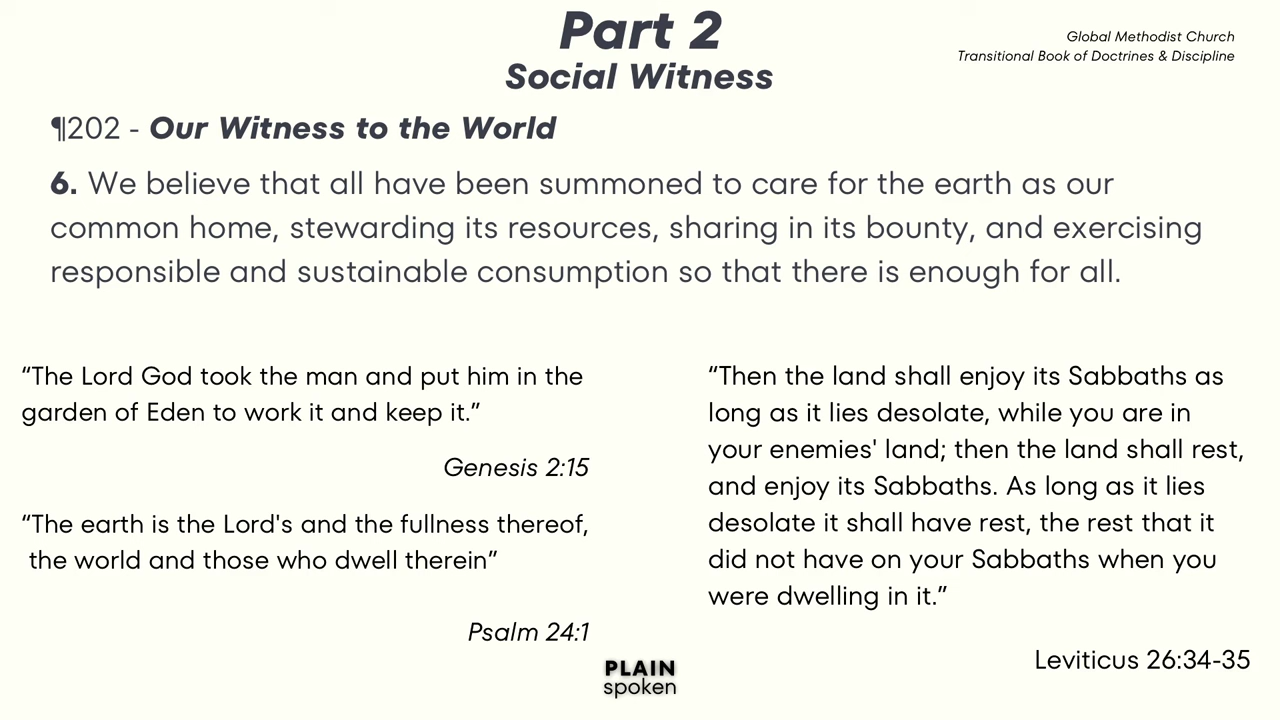 Part 2
Social Witness
Global Methodist Church
Transitional Book of Doctrines & Discipline
¶202 - Our Witness to the World
6. We believe that all have been summoned to care for the earth as our
common home, stewarding its resources, sharing in its bounty, and exercising
responsible and sustainable consumption so that there is enough for all.
“The Lord God took the man and put him in the
garden of Eden to work it and keep it.”
Genesis 2:15
“The earth is the Lord's and the fullness thereof,
the world and those who dwell therein”
Psalm 24:1
“Then the land shall enjoy its Sabbaths as
long as it lies desolate, while you are in
your enemies' land; then the land shall rest,
and enjoy its Sabbaths. As long as it lies
desolate it shall have rest, the rest that it
did not have on your Sabbaths when you
were dwelling in it.”
Leviticus 26:34-35
PLAIN
spoken